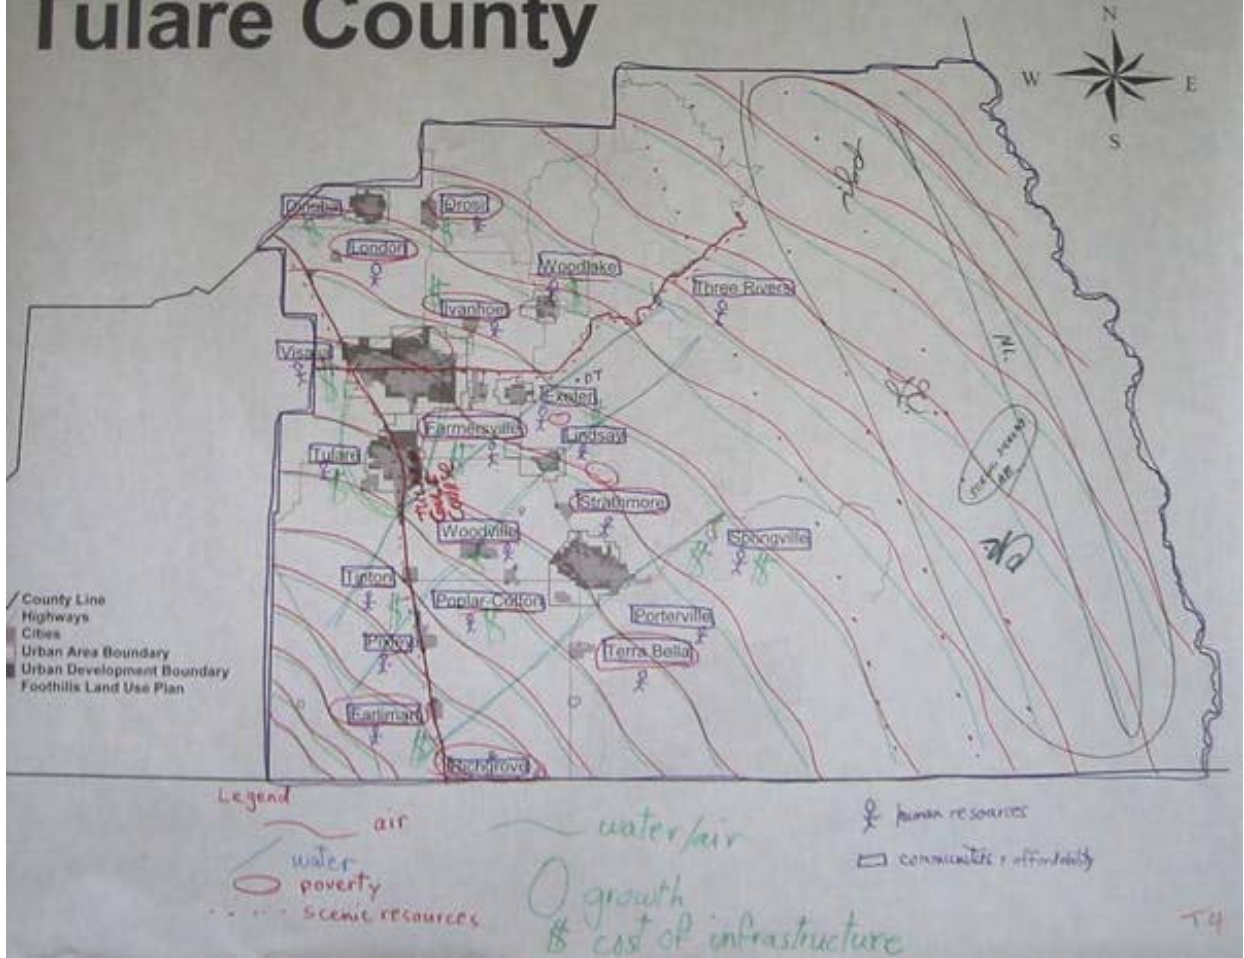 Tulare County
N
W
E
S
Dinuba
Orosi
London
Woodlake
Three Rivers
Ivanhoe
Visalia
Exeter
Farmersville
Lindsay
Tulare
Strathmore
Woodville
Springville
Tipton
Poplar-Cotton
Porterville
Pixley
Terra Bella
Earlimart
Richgrove
County Line
Highways
Cities
Urban Area Boundary
Urban Development Boundary
Foothills Land Use Plan
Legend
air
water
poverty
scenic resources
water/air
growth
$ cost of infrastructure
human resources
communities + affordability
T4